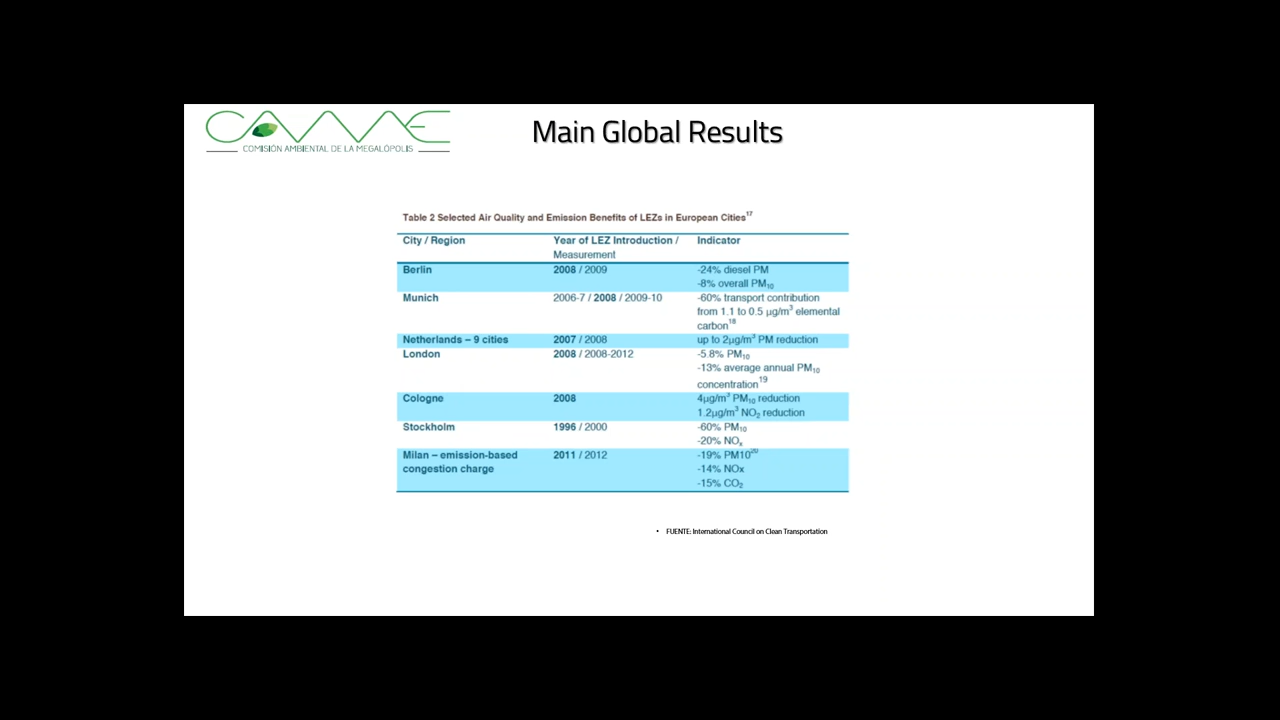 CAME
COMISIÓN AMBIENTAL DE LA MEGALÓPOLIS
Main Global Results
Table 2 Selected Air Quality and Emission Benefits of LEZs in European Cities17
City / Region Year of LEZ Introduction / Measurement Indicator
Berlin 2008 / 2009 -24% diesel PM
-8% overall PM10
Munich 2006-7 / 2008 / 2009-10 -60% transport contribution
from 1.1 to 0.5 µg/m3 elemental
carbon18
Netherlands – 9 cities 2007 / 2008 up to 2µg/m3 PM reduction
London 2008 / 2008-2012 -5.8% PM10
-13% average annual PM10
concentration19
Cologne 2008 4µg/m3 PM10 reduction
1.2µg/m3 NO2 reduction
Stockholm 1996 / 2000 -60% PM10
-20% NOx
Milan – emission-based 2011 / 2012 -19% PM1020
congestion charge -14% NOx
-15% CO2
• FUENTE: International Council on Clean Transportation